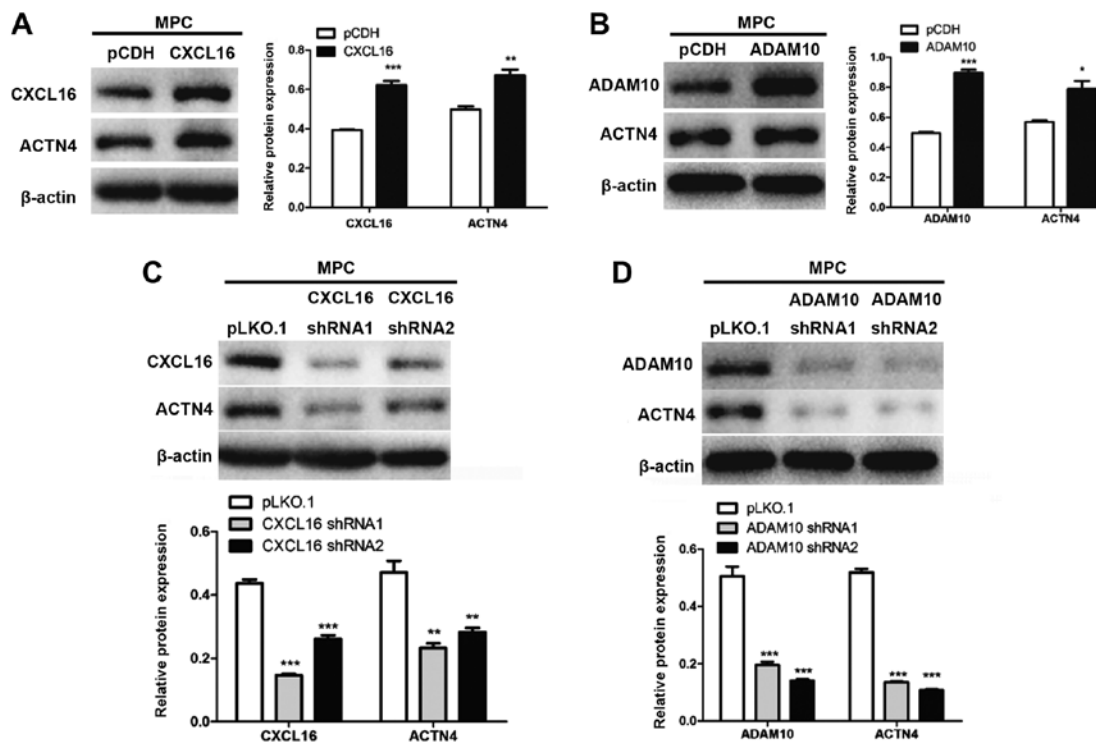 A
MPC
pCDH CXCL16
CXCL16
ACTN4
β-actin
pCDH
CXCL16
Relative protein expression
0.8
0.6
0.4
0.2
0.0
***
**
CXCL16 ACTN4
B
MPC
pCDH ADAM10
ADAM10
ACTN4
β-actin
pCDH
ADAM10
Relative protein expression
1.0
0.8
0.6
0.4
0.2
0.0
***
*
ADAM10 ACTN4
C
MPC
CXCL16 CXCL16
pLKO.1 shRNA1 shRNA2
CXCL16
ACTN4
β-actin
pLKO.1
CXCL16 shRNA1
CXCL16 shRNA2
Relative protein expression
0.6
0.4
0.2
0.0
***
***
**
**
CXCL16 ACTN4
D
MPC
ADAM10 ADAM10
pLKO.1 shRNA1 shRNA2
ADAM10
ACTN4
β-actin
pLKO.1
ADAM10 shRNA1
ADAM10 shRNA2
Relative protein expression
0.6
0.4
0.2
0.0
***
***
***
***
ADAM10 ACTN4